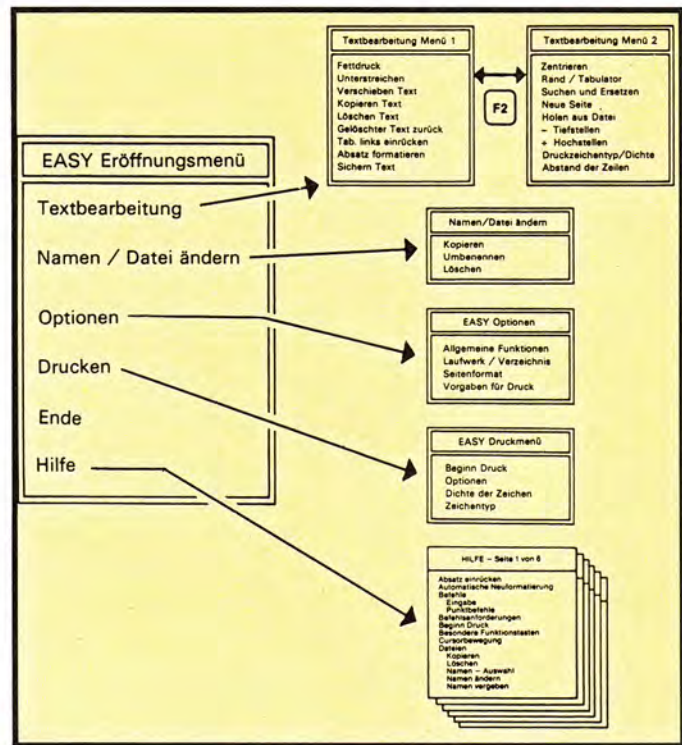 Textbearbeitung Menü 1
Fettdruck
Unterstreichen
Verschieben Text
Kopieren Text
Löschen Text
Gelöschter Text zurück
Tab. links einrücken
Absatz formatieren
Sichern Text
F2
Textbearbeitung Menü 2
Zentrieren
Rand / Tabulator
Suchen und Ersetzen
Neue Seite
Holen aus Datei
– Tiefstellen
+ Hochstellen
Druckzeichentyp/Dichte
Abstand der Zeilen
EASY Eröffnungsmenü
Textbearbeitung
Namen / Datei ändern
Optionen
Drucken
Ende
Hilfe
Namen/Datei ändern
Kopieren
Umbenennen
Löschen
EASY Optionen
Allgemeine Funktionen
Laufwerk / Verzeichnis
Seitenformat
Vorgaben für Druck
EASY Druckmenü
Beginn Druck
Optionen
Dichte der Zeichen
Zeichentyp
HILFE – Seite 1 von 6
Absatz einrücken
Automatische Neuformatierung
Befehle
Eingabe
Punktbefehle
Befehlsanforderungen
Beginn Druck
Besondere Funktionstasten
Cursorbewegung
Dateien
Kopieren
Löschen
Namen – Auswahl
Namen ändern
Namen vergeben